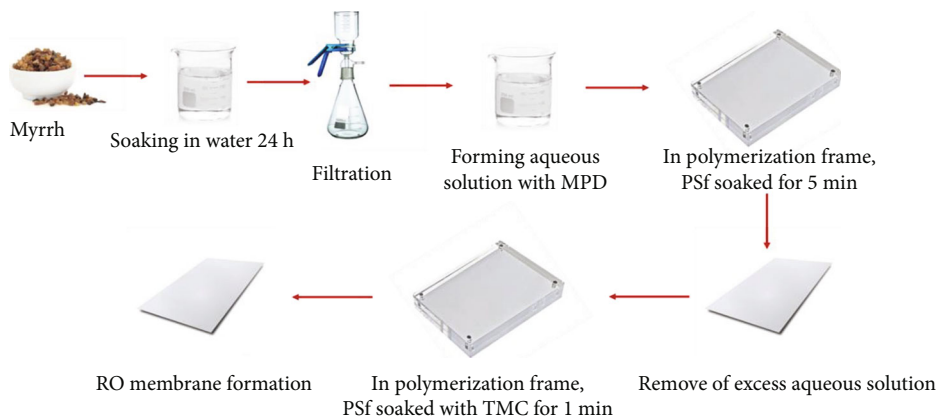 Myrrh
Soaking in water 24 h
Filtration
Forming aqueous
solution with MPD
In polymerization frame,
PSf soaked for 5 min
RO membrane formation
In polymerization frame,
PSf soaked with TMC for 1 min
Remove of excess aqueous solution